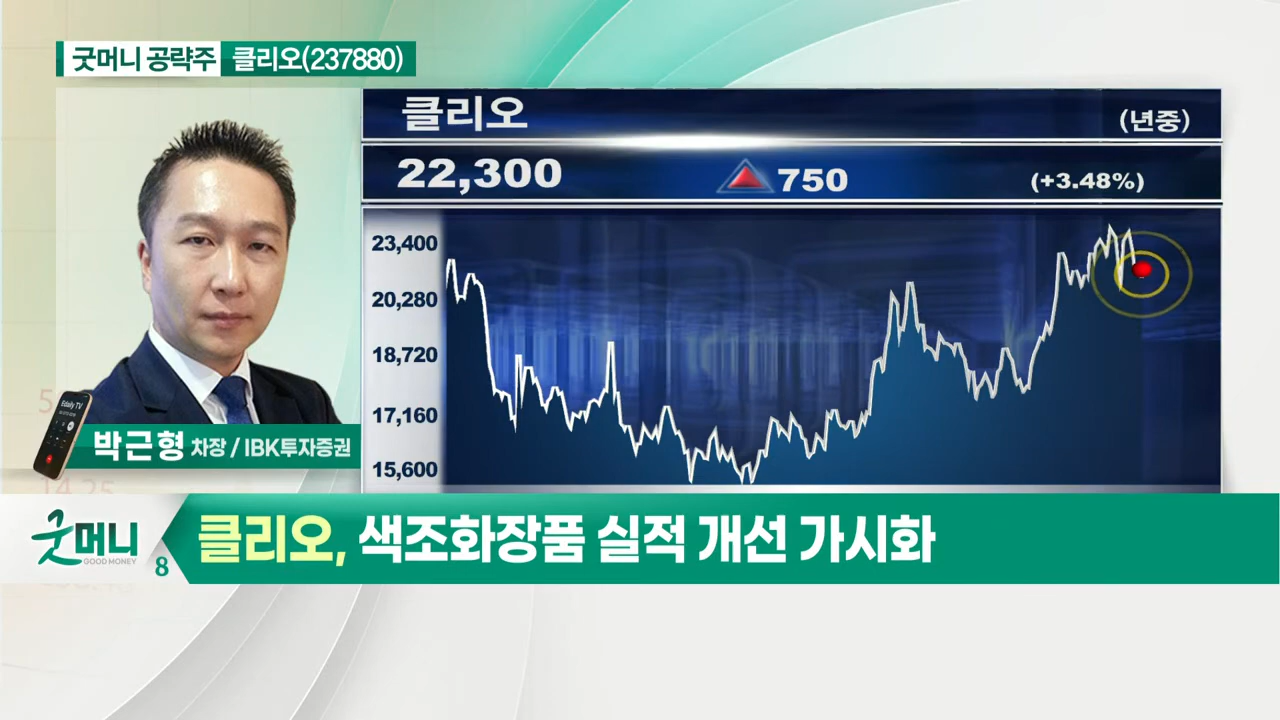 굿머니 공략주 클리오(237880)
클리오 (년중)
22,300 750 (+3.48%)
23,400
20,280
18,720
17,160
15,600
Edaily TV
박근형 차장 / IBK투자증권
굿머니
GOOD MONEY
8
클리오, 색조화장품 실적 개선 가시화